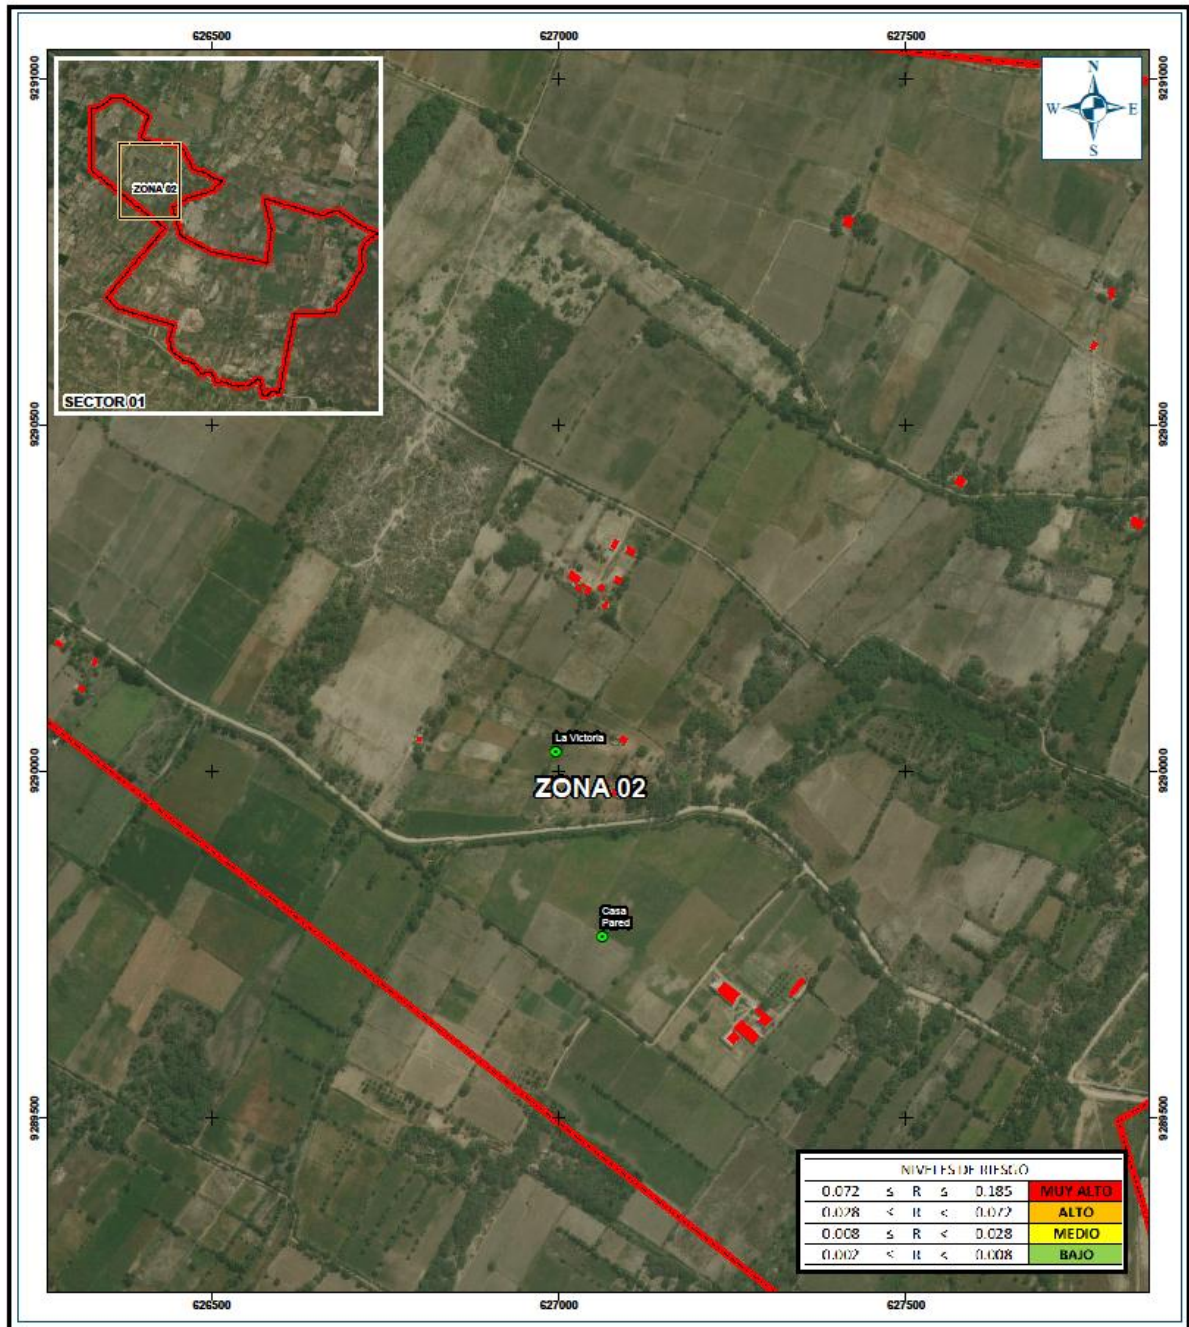 626500 627000 627500
N
W E
S
9291000 9291000
ZONA 02
SECTOR 01
9290500 9290500
La Victoria
9290000 9290000
ZONA 02
Casa
Pared
9289500 9289500
NIVELES DE RIESGO
0.072 ≤ R ≤ 0.185 MUY ALTO
0.028 < R < 0.072 ALTO
0.008 ≤ R < 0.028 MEDIO
0.002 < R < 0.008 BAJO
626500 627000 627500